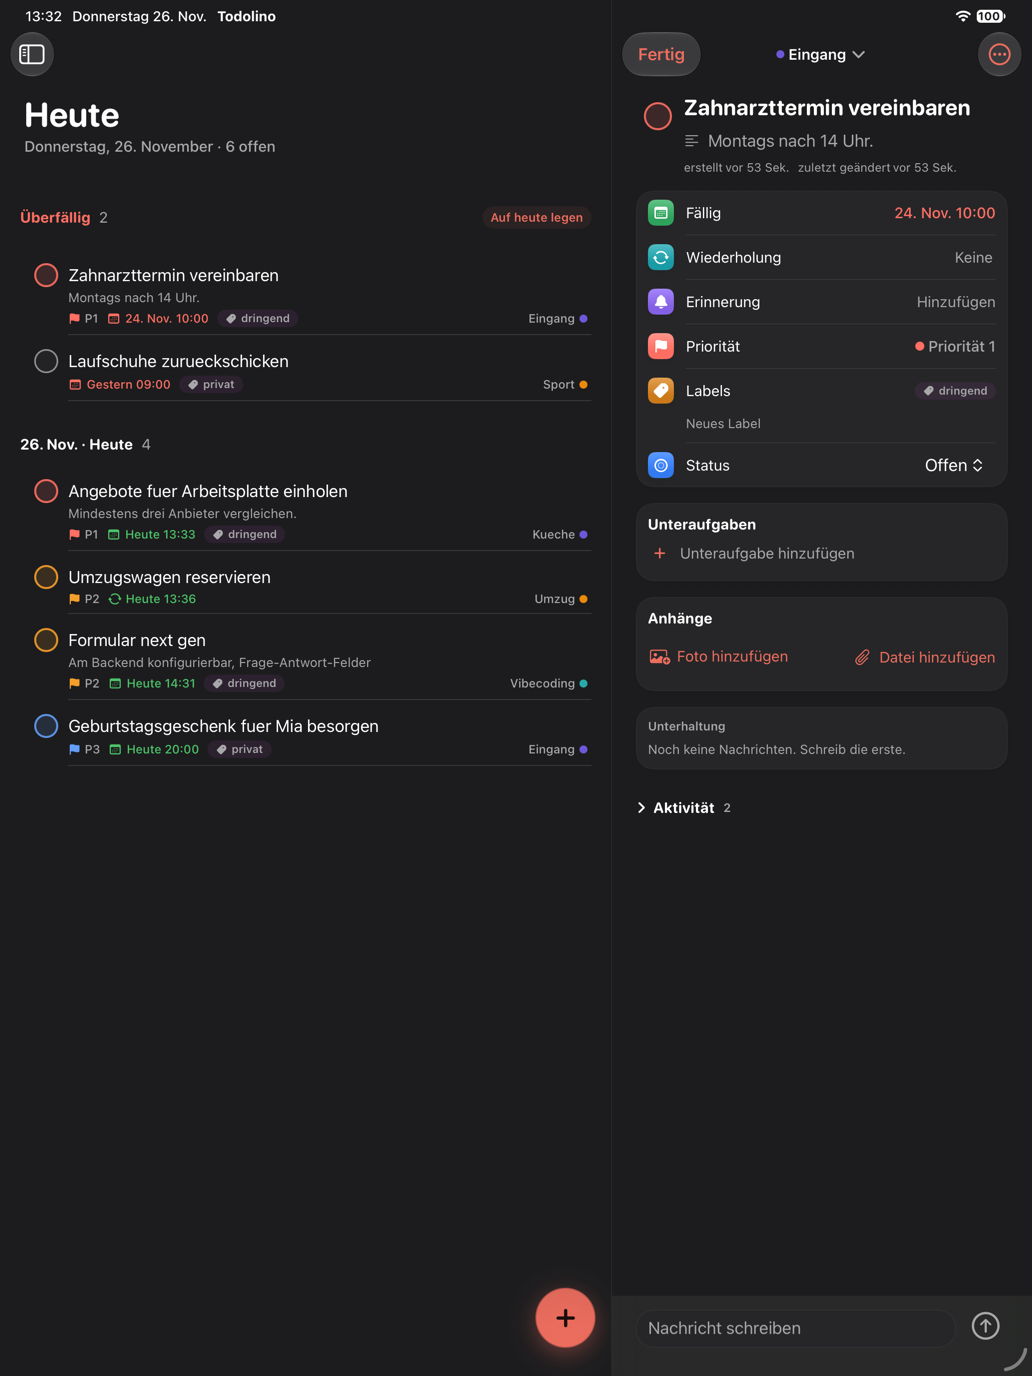 13:32 Donnerstag 26. Nov. Todolino
100
Heute
Donnerstag, 26. November · 6 offen
Überfällig 2
Auf heute legen
Zahnarzttermin vereinbaren
Montags nach 14 Uhr.
P1 24. Nov. 10:00 dringend Eingang
Laufschuhe zurueckschicken
Gestern 09:00 privat Sport
26. Nov. · Heute 4
Angebote fuer Arbeitsplatte einholen
Mindestens drei Anbieter vergleichen.
P1 Heute 13:33 dringend Kueche
Umzugswagen reservieren
P2 Heute 13:36 Umzug
Formular next gen
Am Backend konfigurierbar, Frage-Antwort-Felder
P2 Heute 14:31 dringend Vibecoding
Geburtstagsgeschenk fuer Mia besorgen
P3 Heute 20:00 privat Eingang
Fertig
Eingang
Zahnarzttermin vereinbaren
Montags nach 14 Uhr.
erstellt vor 53 Sek. zuletzt geändert vor 53 Sek.
Fällig 24. Nov. 10:00
Wiederholung Keine
Erinnerung Hinzufügen
Priorität Priorität 1
Labels dringend
Neues Label
Status Offen
Unteraufgaben
Unteraufgabe hinzufügen
Anhänge
Foto hinzufügen Datei hinzufügen
Unterhaltung
Noch keine Nachrichten. Schreib die erste.
Aktivität 2
Nachricht schreiben